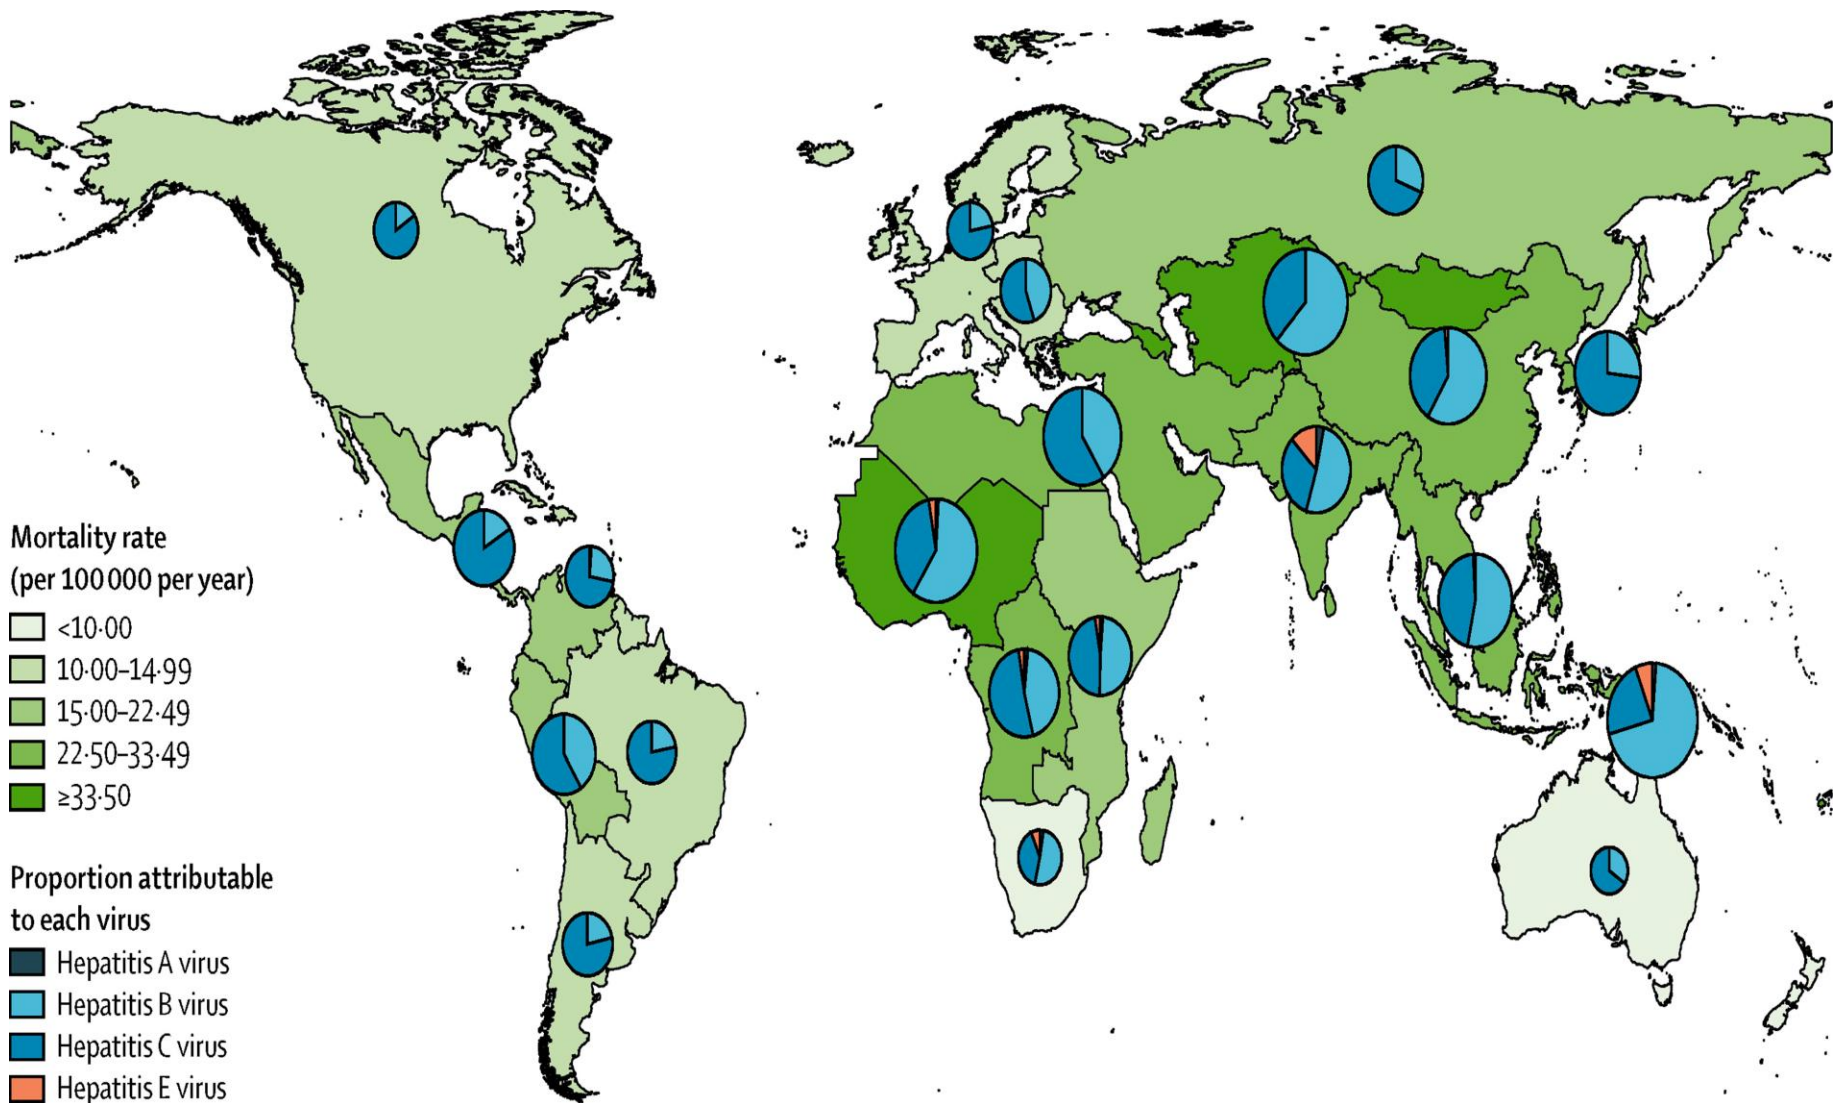 Mortality rate
(per 100 000 per year)
<10·00
10·00–14·99
15·00–22·49
22·50–33·49
≥33·50
Proportion attributable
to each virus
Hepatitis A virus
Hepatitis B virus
Hepatitis C virus
Hepatitis E virus